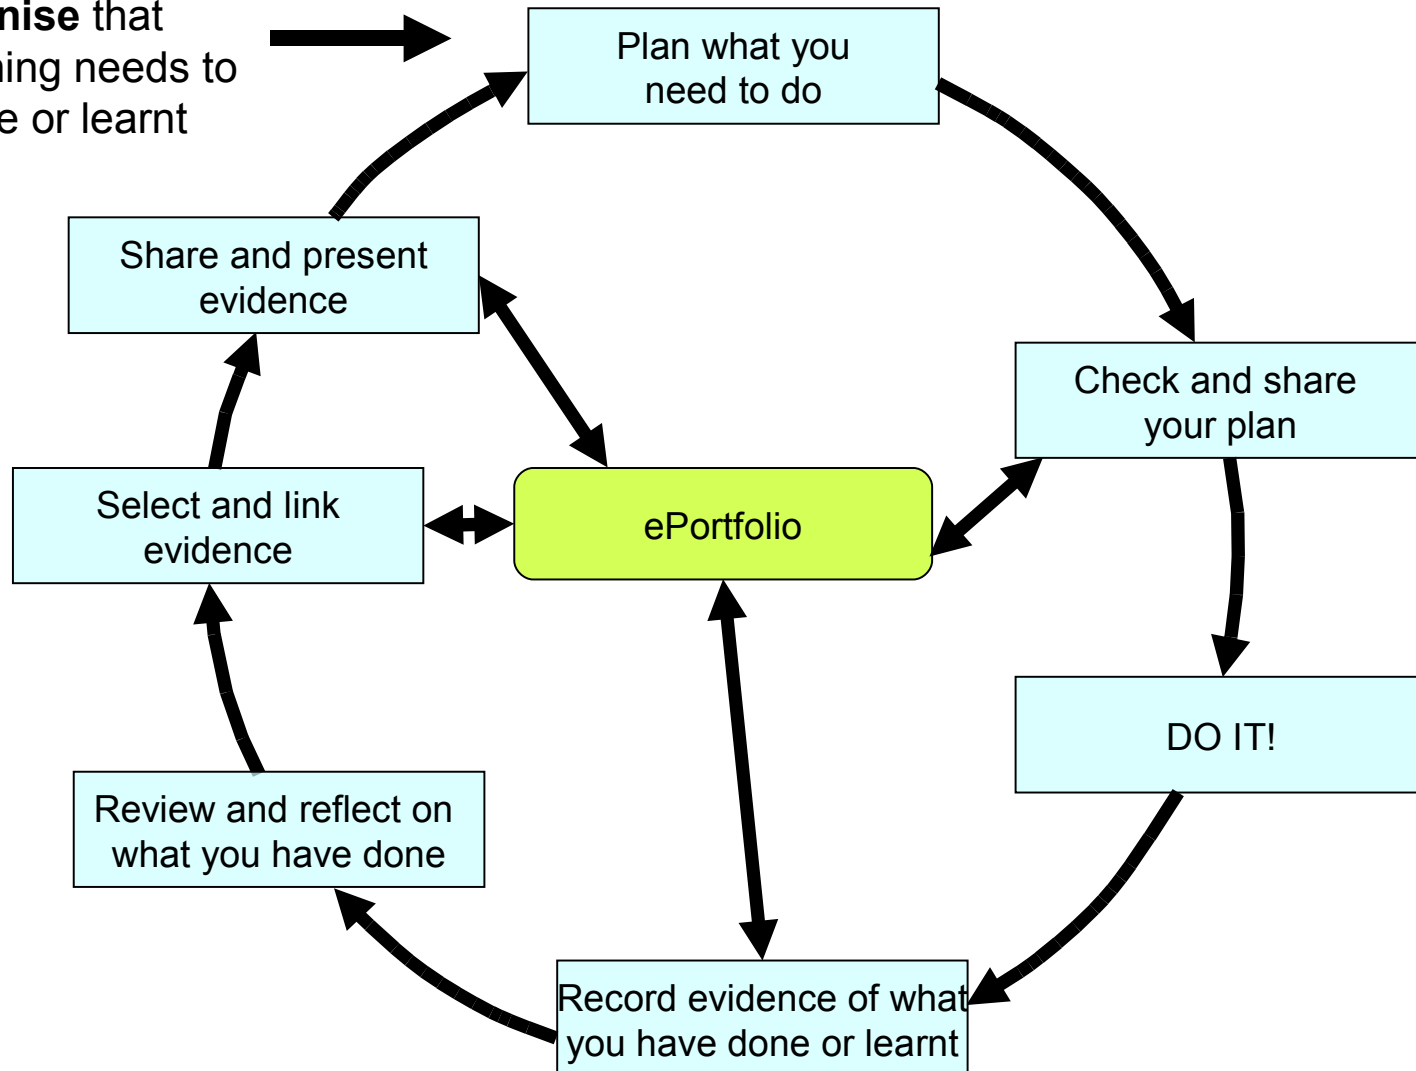 nise that
ning needs to
e or learnt
Plan what you
need to do
Share and present
evidence
Check and share
your plan
Select and link
evidence
ePortfolio
DO IT!
Review and reflect on
what you have done
Record evidence of what
you have done or learnt